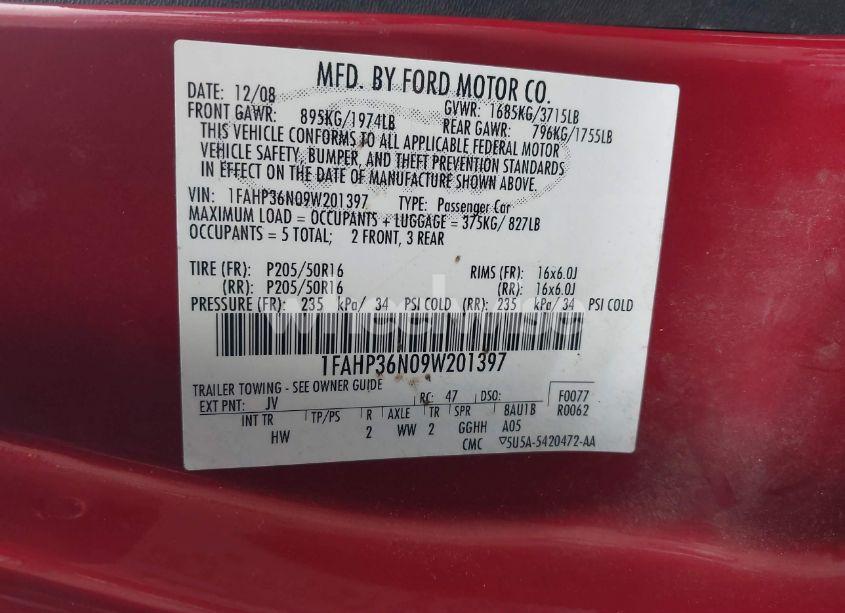 MFD. BY FORD MOTOR CO.
DATE: 12/08 GVWR: 1685KG/3715LB
FRONT GAWR: 895KG/1974LB REAR GAWR: 796KG/1755LB
THIS VEHICLE CONFORMS TO ALL APPLICABLE FEDERAL MOTOR
VEHICLE SAFETY, BUMPER, AND THEFT PREVENTION STANDARDS
IN EFFECT ON THE DATE OF MANUFACTURE SHOWN ABOVE.
VIN: 1FAHP36N09W201397 TYPE: Passenger Car
MAXIMUM LOAD = OCCUPANTS + LUGGAGE = 375KG/ 827LB
OCCUPANTS = 5 TOTAL; 2 FRONT, 3 REAR
TIRE (FR): P205/50R16 RIMS (FR): 16x6.0J
(RR): P205/50R16 (RR): 16x6.0J
PRESSURE (FR): 235 kPa/ 34 PSI COLD (RR): 235 kPa/ 34 PSI COLD
1FAHP36N09W201397
TRAILER TOWING - SEE OWNER GUIDE
EXT PNT: JV RC: 47 DSO: F0077
R0062
INT TR TP/PS R AXLE TR SPR 8AU1B
HW 2 WW 2 GGHH A05
CMC ▽5U5A-5420472-AA